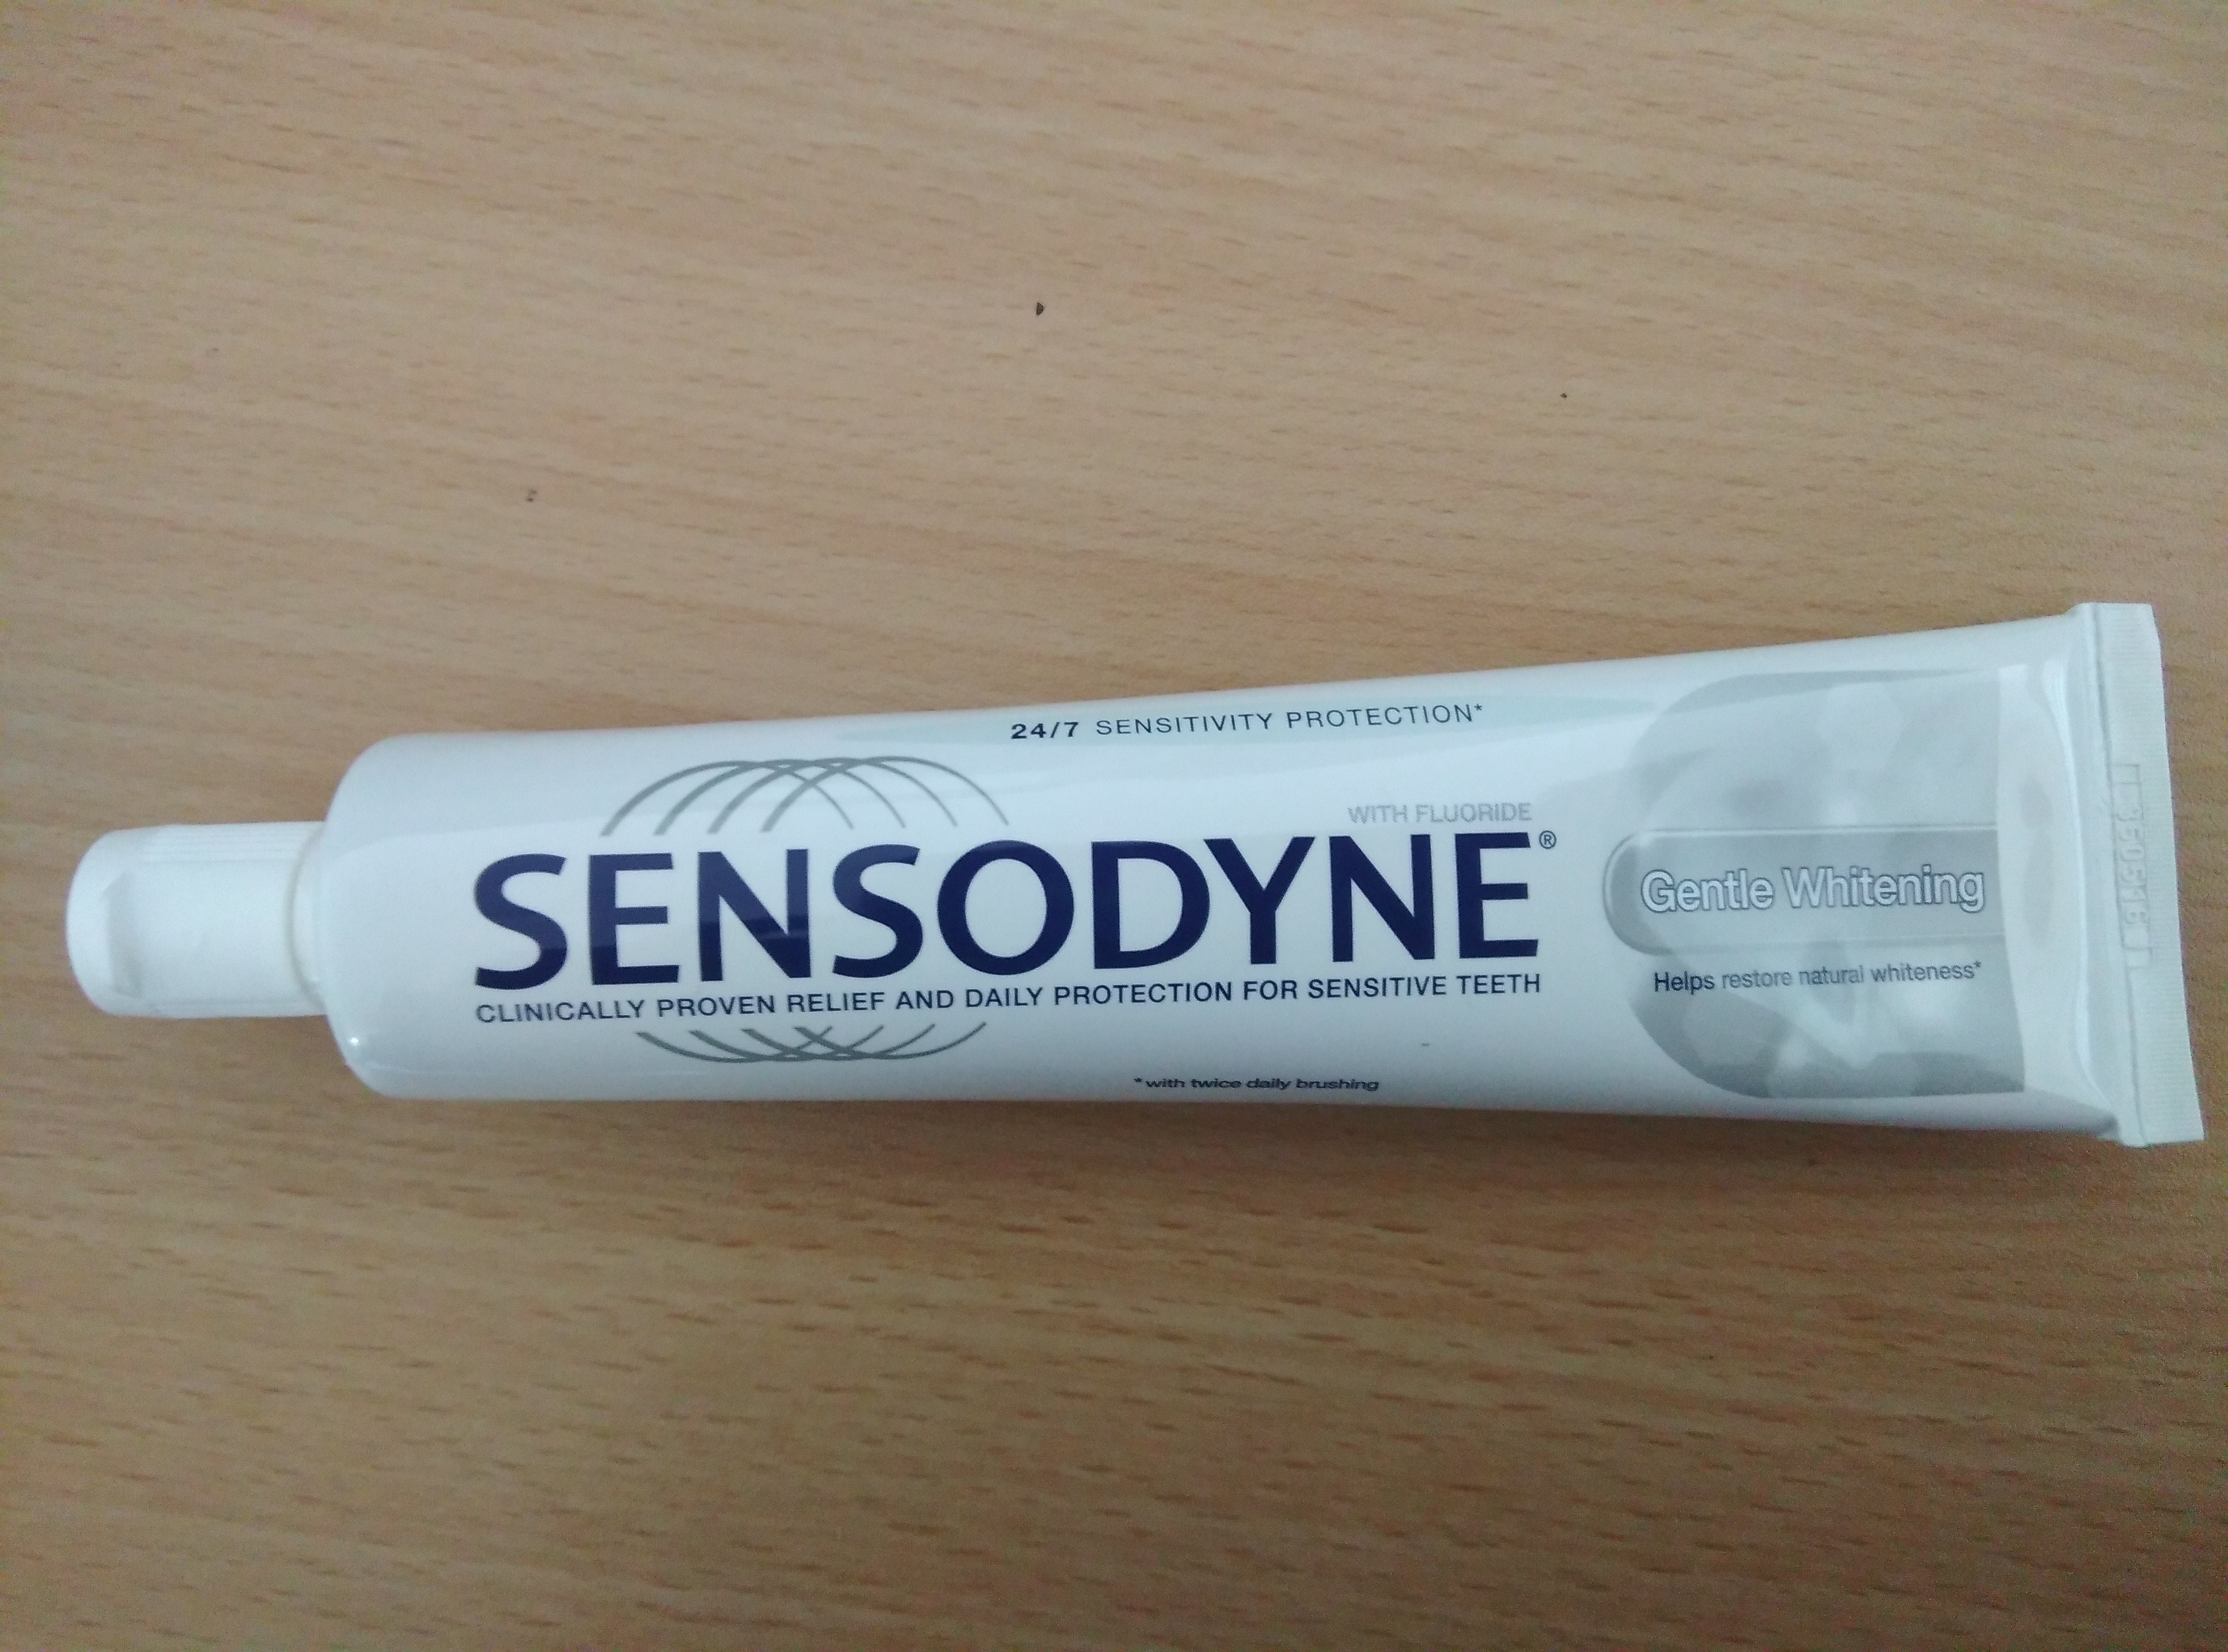 24/7 SENSITIVITY PROTECTION*
WITH FLUORIDE
SENSODYNE®
CLINICALLY PROVEN RELIEF AND DAILY PROTECTION FOR SENSITIVE TEETH
*with twice daily brushing
Gentle Whitening
Helps restore natural whiteness*